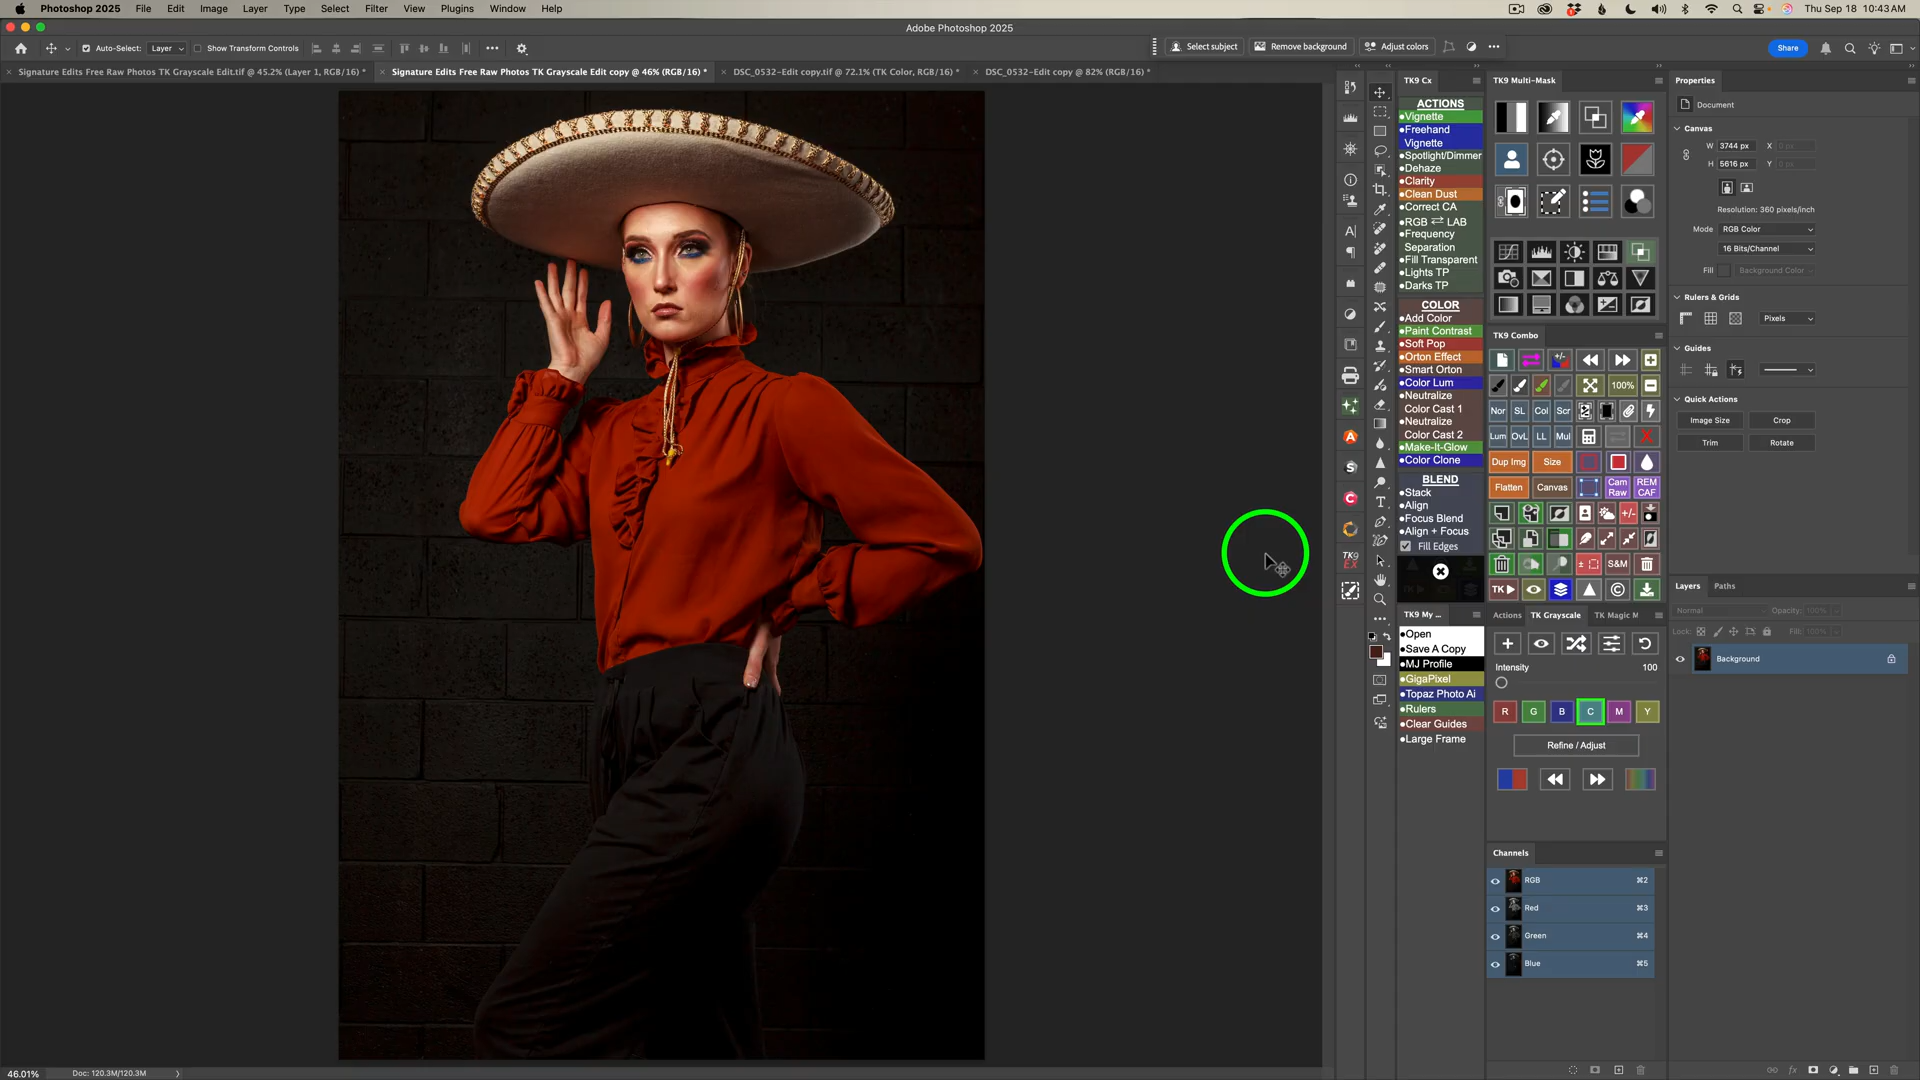 Photoshop 2025 File Edit Image Layer Type Select Filter View Plugins Window Help Thu Sep 18 10:43 AM
Adobe Photoshop 2025
Auto-Select: Layer Show Transform Controls Select subject Remove background Adjust colors Share
Signature Edits Free Raw Photos TK Grayscale Edit.tif @ 45.2% (Layer 1, RGB/16) * Signature Edits Free Raw Photos TK Grayscale Edit copy @ 46% (RGB/16) * DSC_0532-Edit copy.tif @ 72.1% (TK Color, RGB/16) * DSC_0532-Edit copy @ 82% (RGB/16) *
TK9 Cx
ACTIONS
Vignette
Freehand
Vignette
Spotlight/Dimmer
Dehaze
Clarity
Clean Dust
Correct CA
RGB ⇄ LAB
Frequency
Separation
Fill Transparent
Lights TP
Darks TP
COLOR
Add Color
Paint Contrast
Soft Pop
Orton Effect
Smart Orton
Color Lum
Neutralize
Color Cast 1
Neutralize
Color Cast 2
Make-It-Glow
Color Clone
BLEND
Stack
Align
Focus Blend
Align + Focus
Fill Edges
TK9 My ...
Open
Save A Copy
MJ Profile
GigaPixel
Topaz Photo Ai
Rulers
Clear Guides
Large Frame
TK9 Multi-Mask
TK9 Combo
100%
Nor SL Col Scr
Lum OvL LL Mul
Dup Img Size
Flatten Canvas Cam Raw REM CAF
S&M
TK
Actions TK Grayscale TK Magic M
Intensity 100
R G B C M Y
Refine / Adjust
Channels
RGB ⌘2
Red ⌘3
Green ⌘4
Blue ⌘5
Properties
Document
Canvas
W 3744 px X 0 px
H 5616 px Y 0 px
Resolution: 360 pixels/inch
Mode RGB Color
16 Bits/Channel
Fill Background Color
Rulers & Grids
Pixels
Guides
Quick Actions
Image Size Crop
Trim Rotate
Layers Paths
Normal Opacity: 100%
Lock: Fill: 100%
Background
TK9 EX
46.01% Doc: 120.3M/120.3M